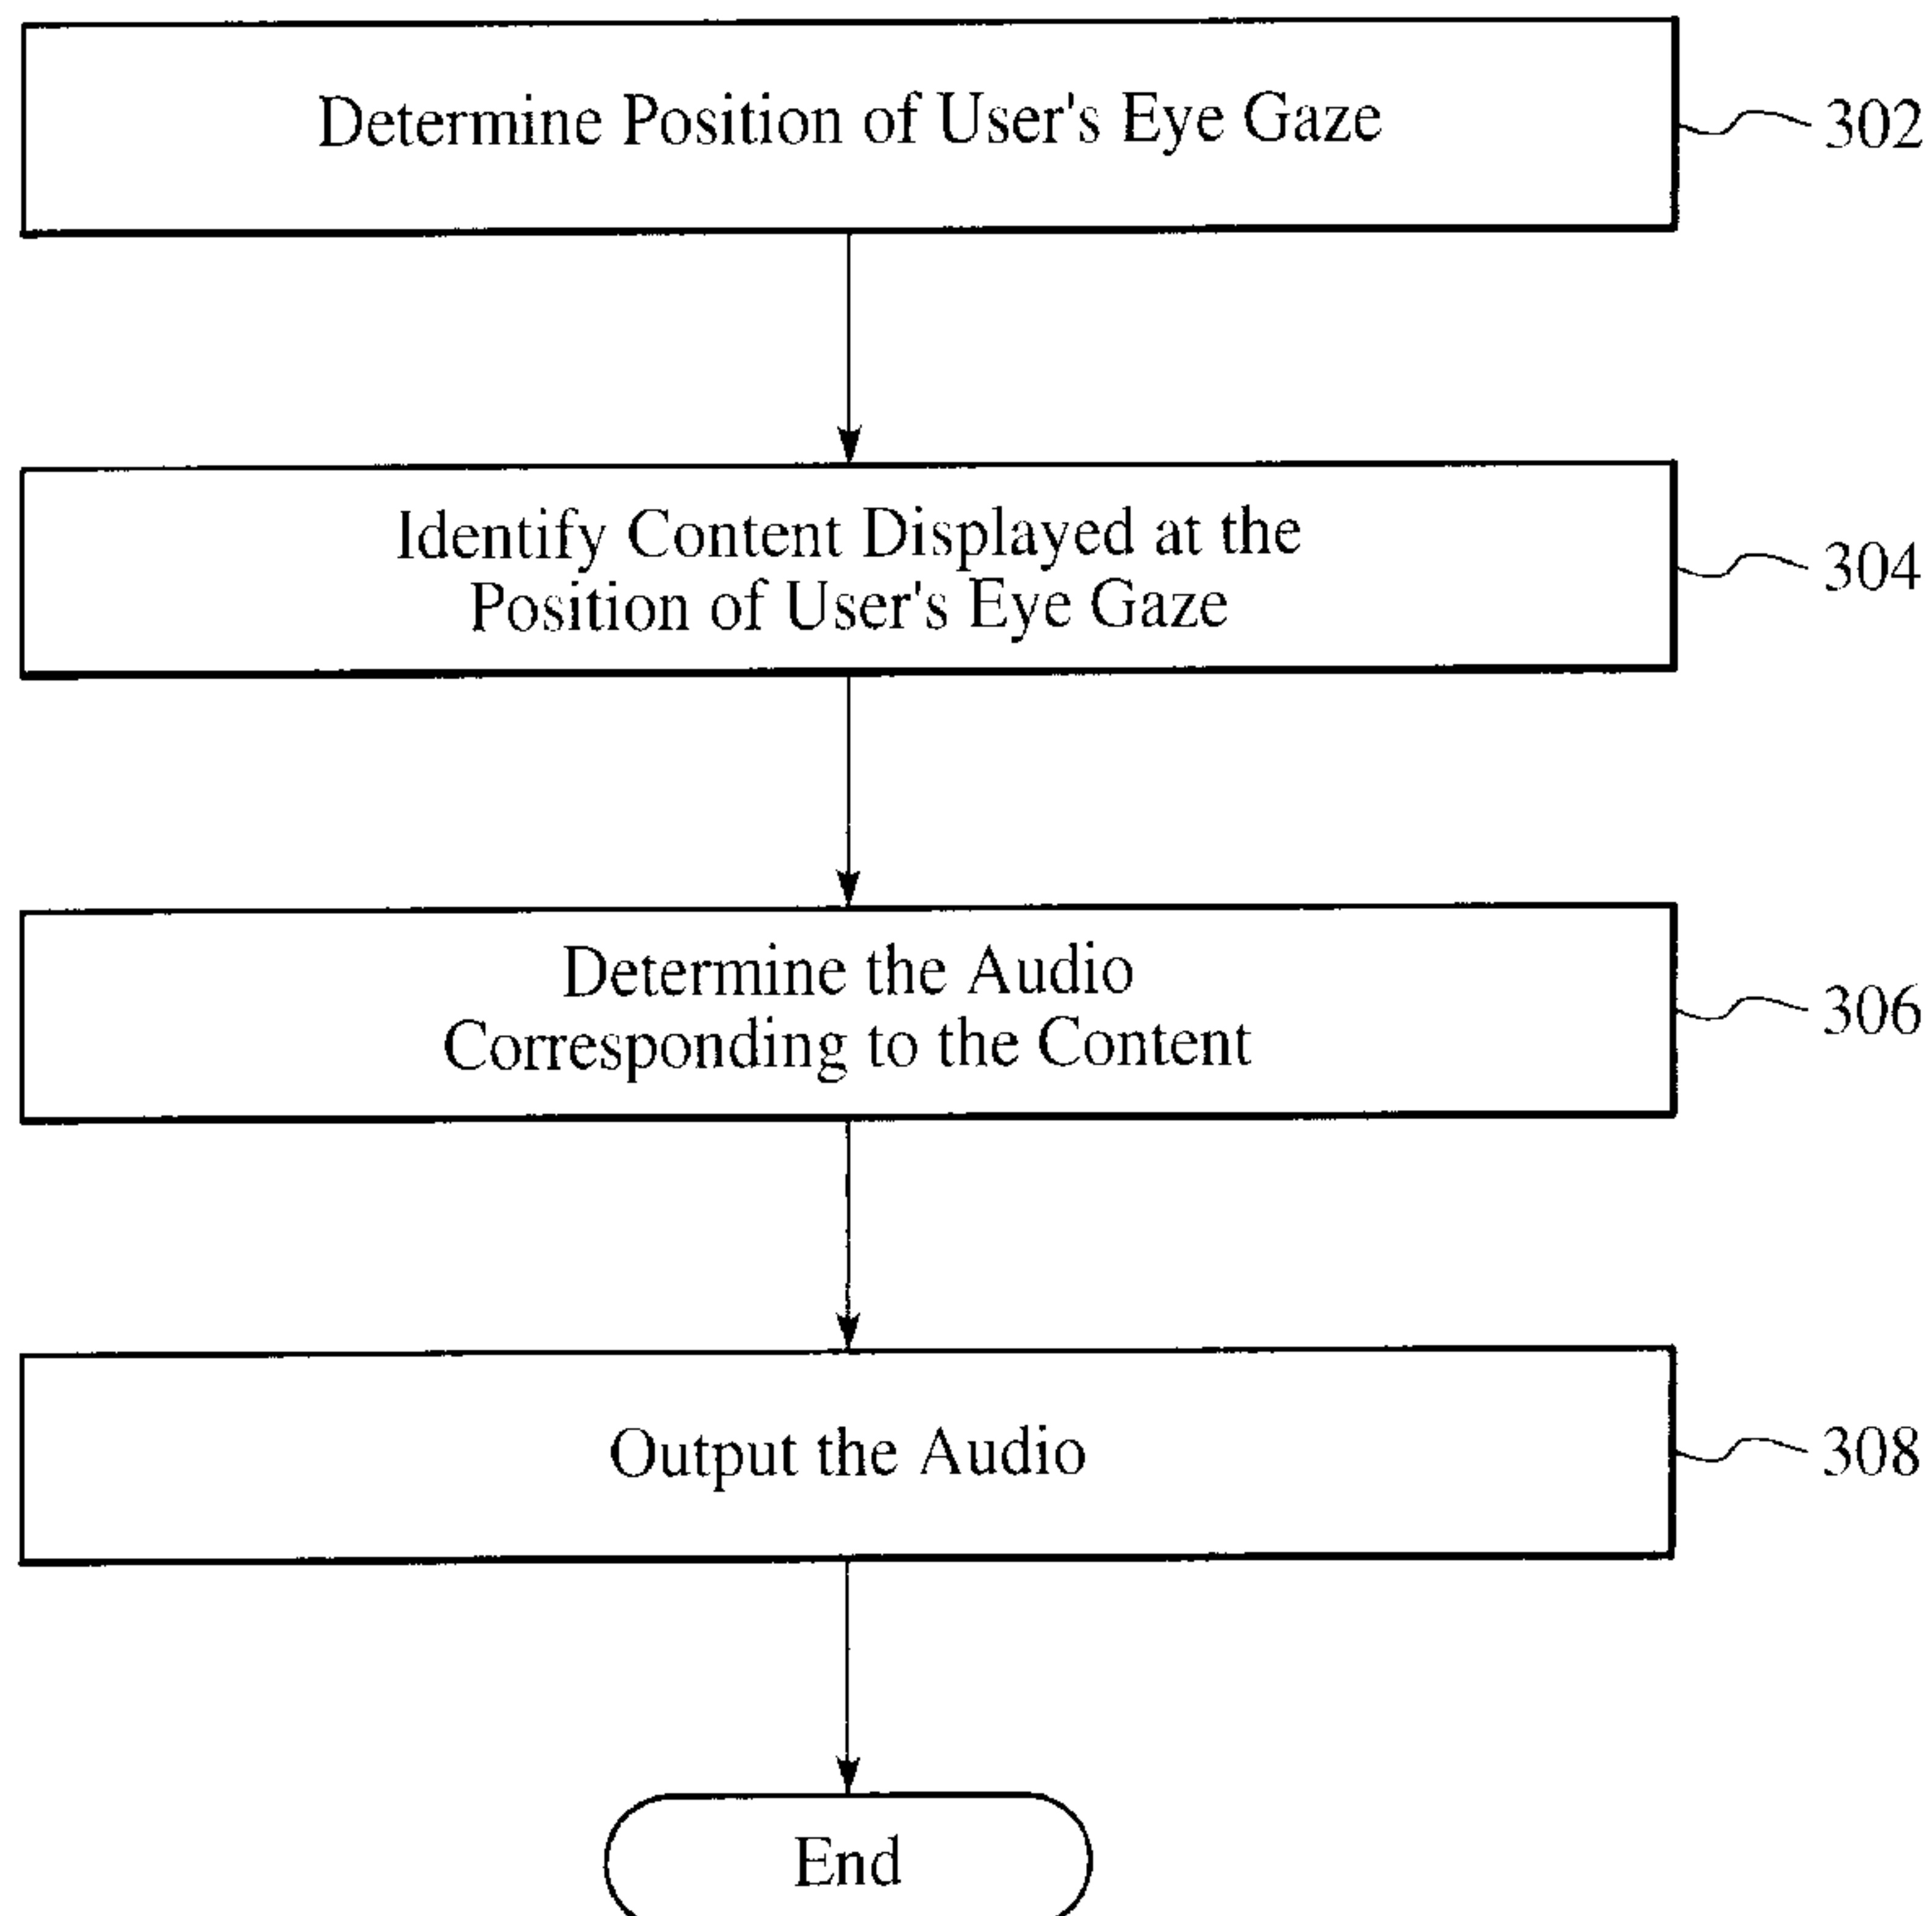 Determine Position of User's Eye Gaze
302
Identify Content Displayed at the
Position of User's Eye Gaze
304
Determine the Audio
Corresponding to the Content
306
Output the Audio
308
End